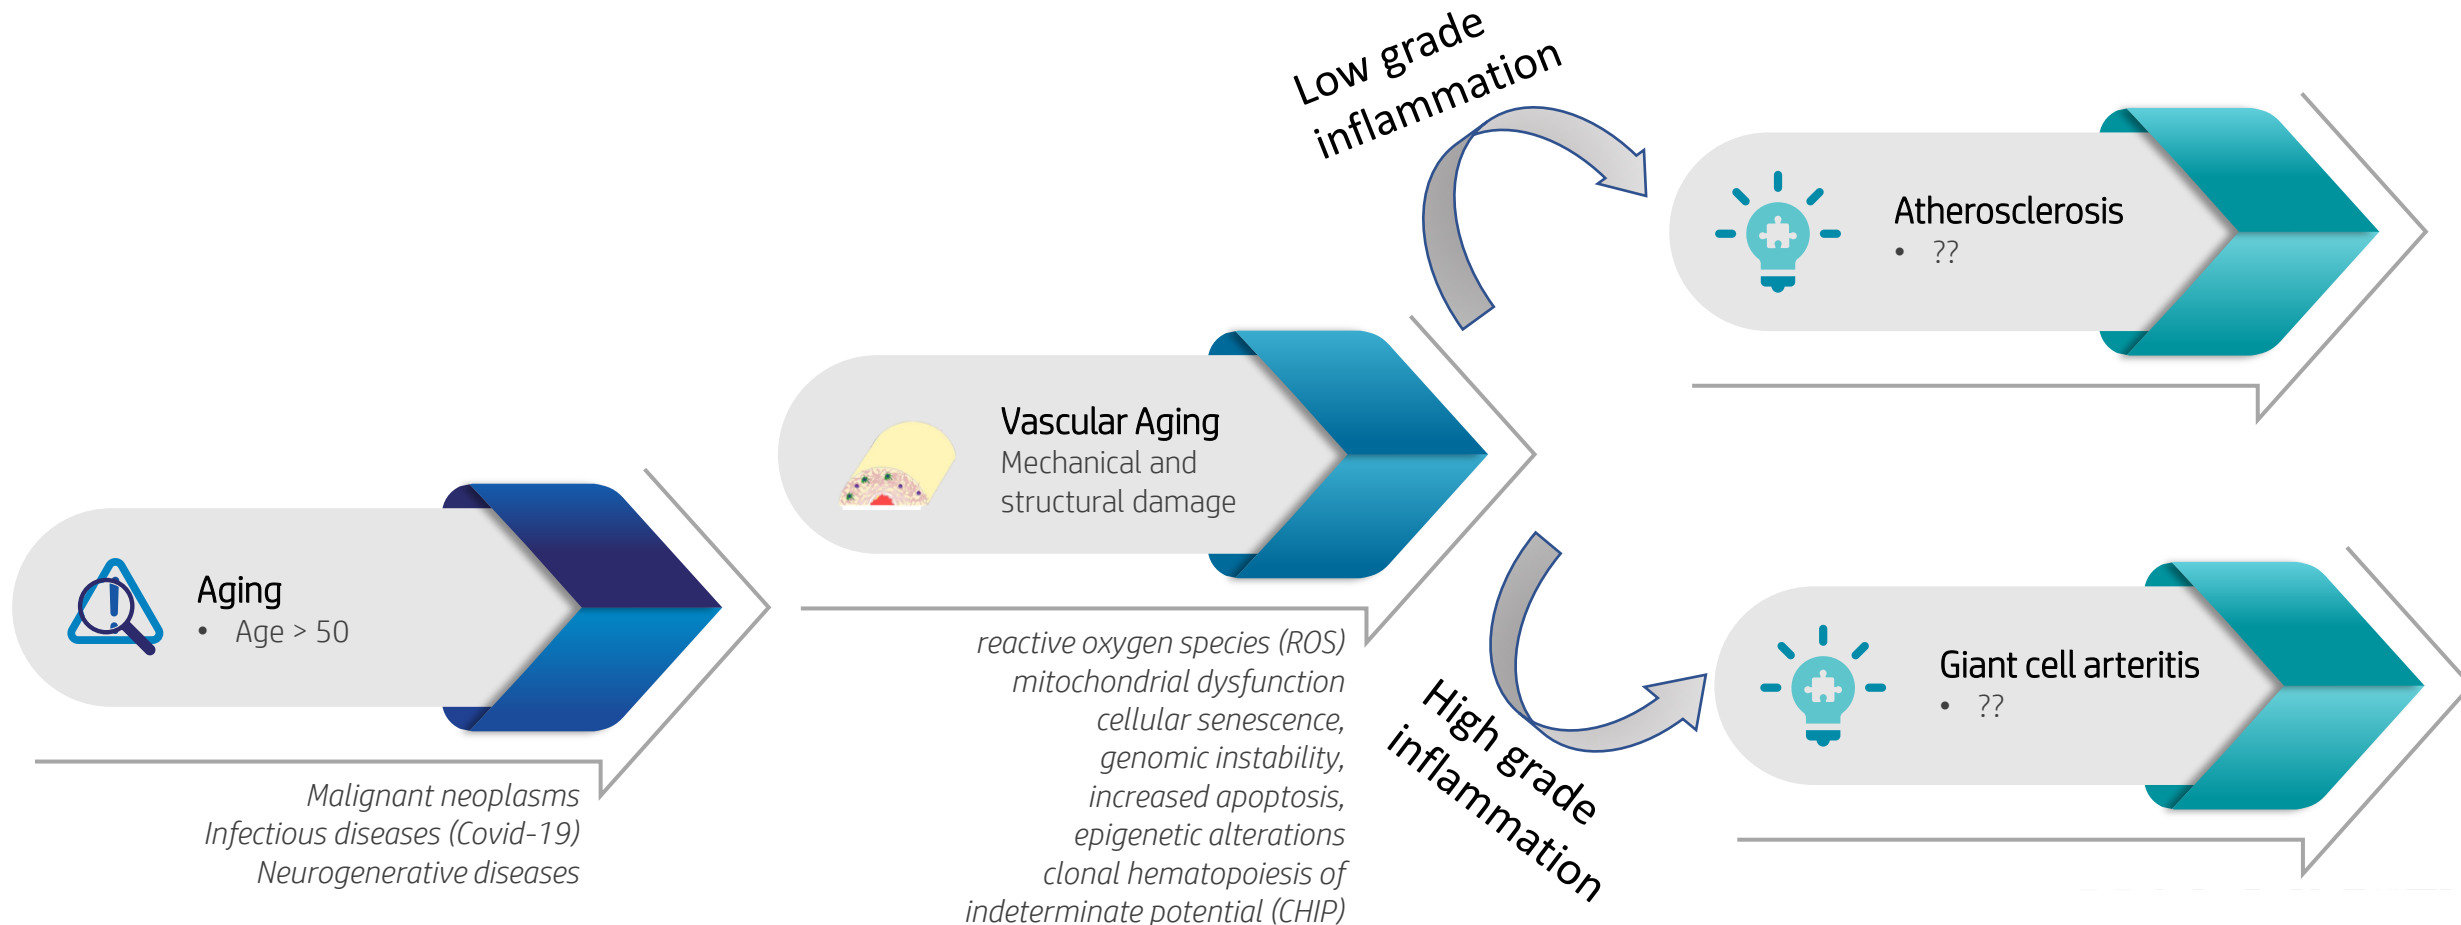 Aging
• Age > 50
Malignant neoplasms
Infectious diseases (Covid-19)
Neurogenerative diseases
Vascular Aging
Mechanical and
structural damage
reactive oxygen species (ROS)
mitochondrial dysfunction
cellular senescence,
genomic instability,
increased apoptosis,
epigenetic alterations
clonal hematopoiesis of
indeterminate potential (CHIP)
Low grade
inflammation
Atherosclerosis
• ??
High grade
inflammation
Giant cell arteritis
• ??